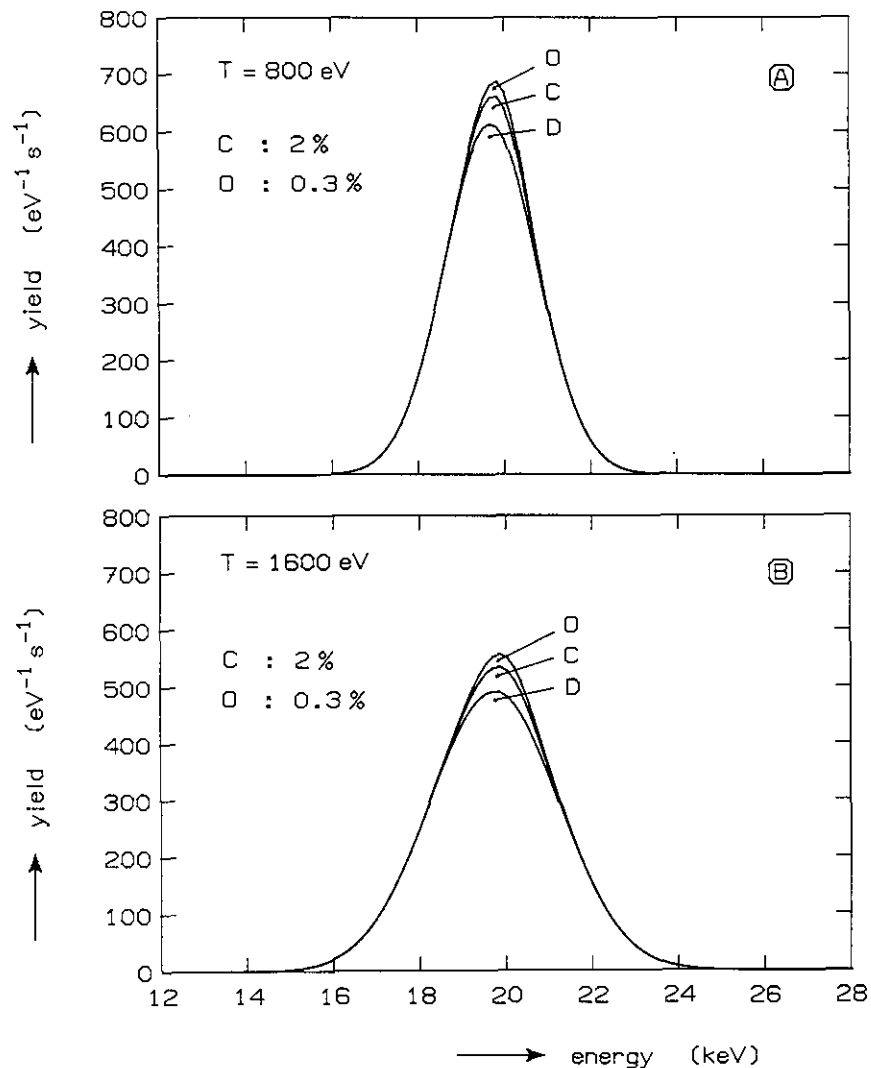 800
700
600
500
400
300
200
100
0
yield (eV⁻¹s⁻¹)
T = 800 eV
C : 2%
O : 0.3%
O
C
D
A
800
700
600
500
400
300
200
100
0
yield (eV⁻¹s⁻¹)
T = 1600 eV
C : 2%
O : 0.3%
O
C
D
B
12 14 16 18 20 22 24 26 28
energy (keV)